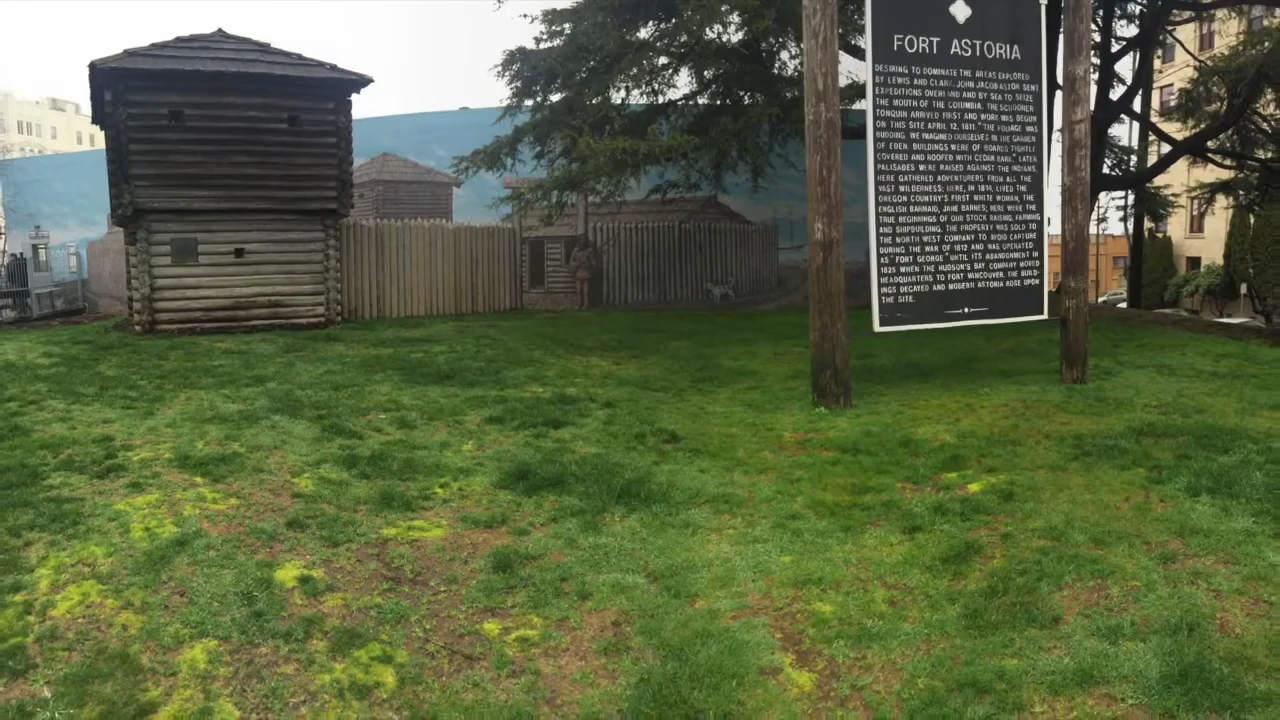 FORT ASTORIA
DESIRING TO DOMINATE THE AREAS EXPLORED
BY LEWIS AND CLARK, JOHN JACOB ASTOR SENT
EXPEDITIONS OVERLAND AND BY SEA TO SEIZE
THE MOUTH OF THE COLUMBIA. THE SCHOONER
TONQUIN ARRIVED FIRST AND WORK WAS BEGUN
ON THIS SITE APRIL 12, 1811. "THE FOLIAGE WAS
BUDDING. WE IMAGINED OURSELVES IN THE GARDEN
OF EDEN. BUILDINGS WERE OF BOARDS TIGHTLY
COVERED AND ROOFED WITH CEDAR BARK." LATER
PALISADES WERE RAISED AGAINST THE INDIANS.
HERE GATHERED ADVENTURERS FROM ALL THE
VAST WILDERNESS; HERE, IN 1814, LIVED THE
OREGON COUNTRY'S FIRST WHITE WOMAN, THE
ENGLISH BARMAID, JANE BARNES; HERE WERE THE
TRUE BEGINNINGS OF OUR STOCK RAISING, FARMING
AND SHIPBUILDING. THE PROPERTY WAS SOLD TO
THE NORTH WEST COMPANY TO AVOID CAPTURE
DURING THE WAR OF 1812 AND WAS OPERATED
AS "FORT GEORGE" UNTIL ITS ABANDONMENT IN
1825 WHEN THE HUDSON'S BAY COMPANY MOVED
HEADQUARTERS TO FORT VANCOUVER. THE BUILD-
INGS DECAYED AND MODERN ASTORIA ROSE UPON
THE SITE.